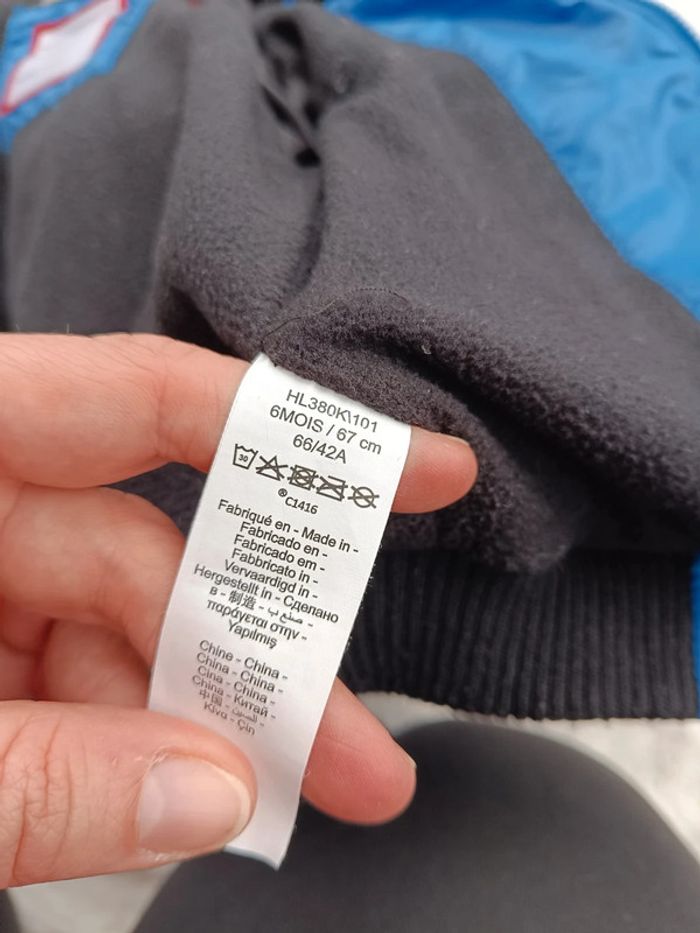 HL380K\101
6MOIS / 67 cm
66/42A
30
®C1416
Fabriqué en - Made in -
Fabricado en -
Fabricado em -
Fabbricato in -
Vervaardigd in -
Hergestellt in - Сделано
в - 制造 - صنع ب -
παράγεται στην -
Yapılmış
Chine - China -
China - China -
Cina - China -
China - Китай -
中国 - الصين -
Κίνα - Çin